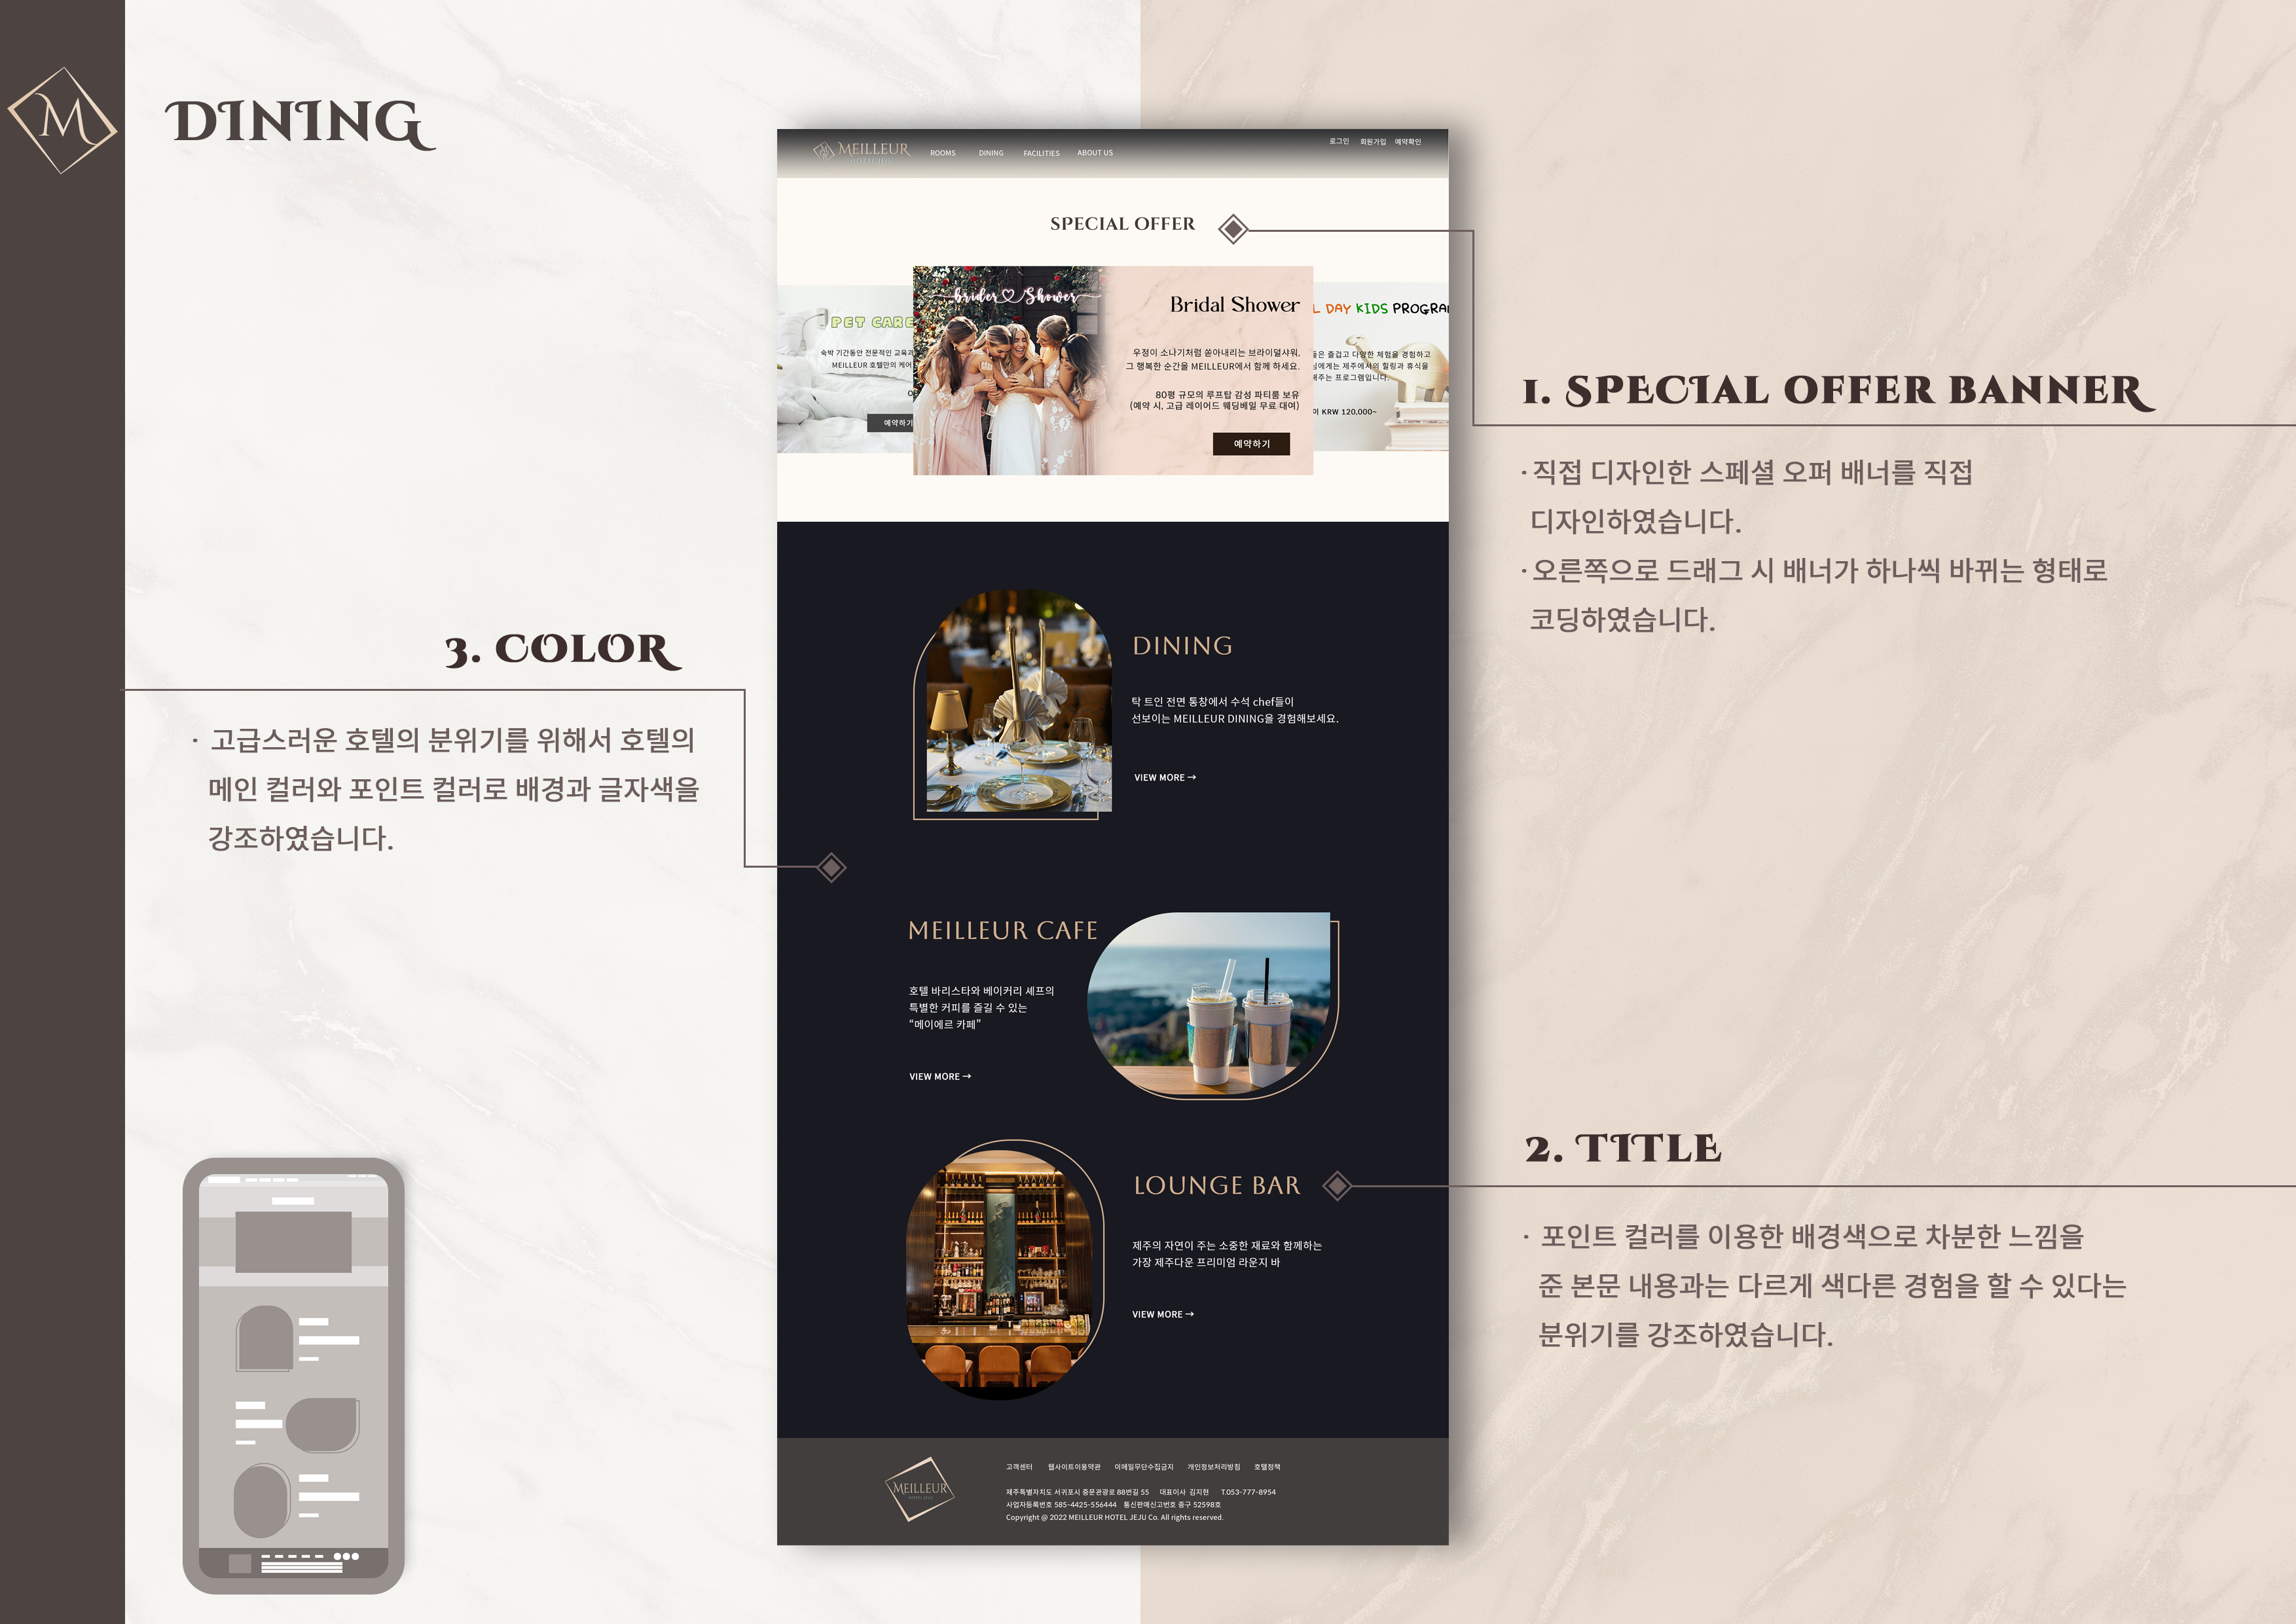 M
DINING
MEILLEUR
HOTEL JEJU
ROOMS
DINING
FACILITIES
ABOUT US
로그인
회원가입
예약확인
SPECIAL OFFER
PET CARE
숙박 기간동안 전문적인 교육과
MEILLEUR 호텔만의 케어
예약하기
brider Shower
Bridal Shower
우정이 소나기처럼 쏟아내리는 브라이덜샤워,
그 행복한 순간을 MEILLEUR에서 함께 하세요.
80평 규모의 루프탑 감성 파티룸 보유
(예약 시, 고급 레이어드 웨딩베일 무료 대여)
예약하기
L DAY KIDS PROGRAM
은 즐겁고 다양한 체험을 경험하고
님에게는 제주에서의 힐링과 휴식을
해주는 프로그램입니다.
KRW 120,000~
1. SPECIAL OFFER BANNER
· 직접 디자인한 스페셜 오퍼 배너를 직접
디자인하였습니다.
· 오른쪽으로 드래그 시 배너가 하나씩 바뀌는 형태로
코딩하였습니다.
3. COLOR
· 고급스러운 호텔의 분위기를 위해서 호텔의
메인 컬러와 포인트 컬러로 배경과 글자색을
강조하였습니다.
DINING
탁 트인 전면 통창에서 수석 chef들이
선보이는 MEILLEUR DINING을 경험해보세요.
VIEW MORE →
MEILLEUR CAFE
호텔 바리스타와 베이커리 셰프의
특별한 커피를 즐길 수 있는
“메이에르 카페”
VIEW MORE →
LOUNGE BAR
제주의 자연이 주는 소중한 재료와 함께하는
가장 제주다운 프리미엄 라운지 바
VIEW MORE →
2. TITLE
· 포인트 컬러를 이용한 배경색으로 차분한 느낌을
준 본문 내용과는 다르게 색다른 경험을 할 수 있다는
분위기를 강조하였습니다.
MEILLEUR
HOTEL JEJU
고객센터 웹사이트이용약관 이메일무단수집금지 개인정보처리방침 호텔정책
제주특별자치도 서귀포시 중문관광로 88번길 55 대표이사 김지현 T.053-777-8954
사업자등록번호 585-4425-556444 통신판매신고번호 중구 52598호
Copyright @ 2022 MEILLEUR HOTEL JEJU Co. All rights reserved.